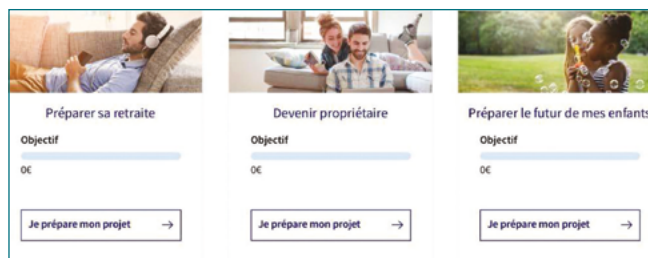 Préparer sa retraite
Objectif
0€
Je prépare mon projet →
Devenir propriétaire
Objectif
0€
Je prépare mon projet →
Préparer le futur de mes enfants
Objectif
0€
Je prépare mon projet →